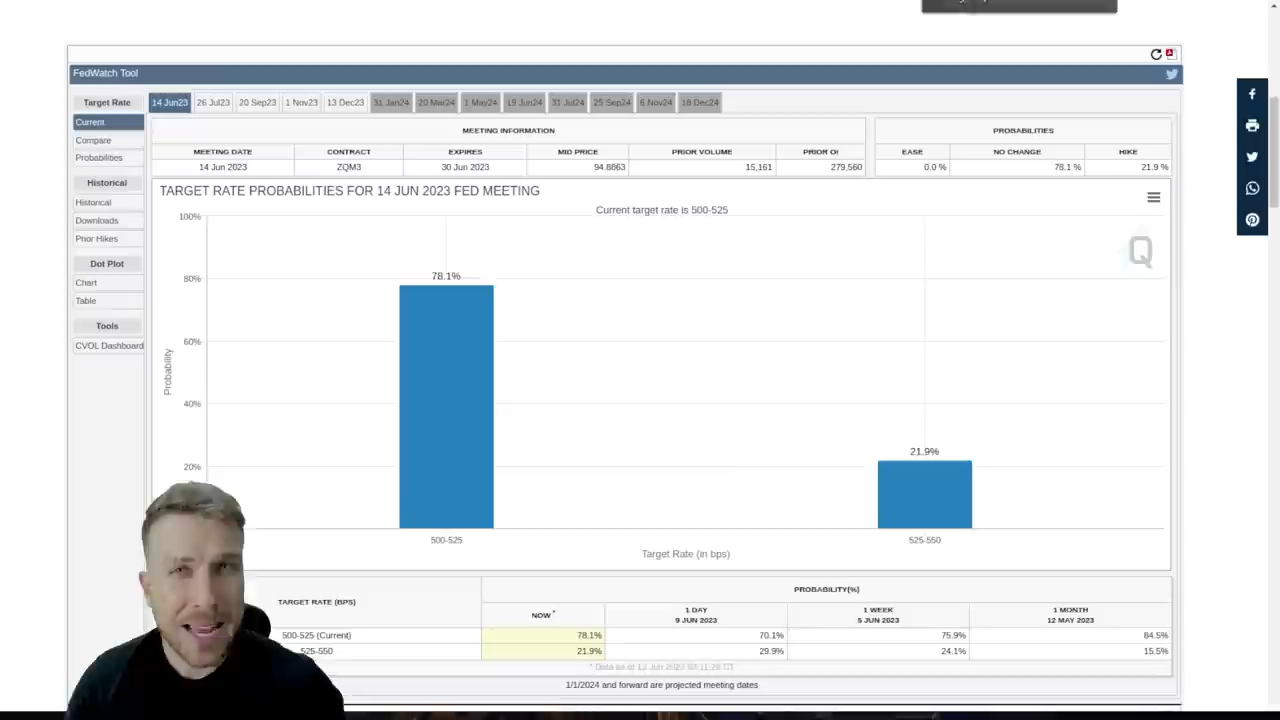 FedWatch Tool
Target Rate
Current
Compare
Probabilities
Historical
Historical
Downloads
Prior Hikes
Dot Plot
Chart
Table
Tools
CVOL Dashboard
14 Jun23 26 Jul23 20 Sep23 1 Nov23 13 Dec23 31 Jan24 20 Mar24 1 May24 19 Jun24 31 Jul24 25 Sep24 6 Nov24 18 Dec24
MEETING INFORMATION
MEETING DATE CONTRACT EXPIRES MID PRICE PRIOR VOLUME PRIOR OI
14 Jun 2023 ZQM3 30 Jun 2023 94.8863 15,161 279,560
PROBABILITIES
EASE NO CHANGE HIKE
0.0 % 78.1 % 21.9 %
TARGET RATE PROBABILITIES FOR 14 JUN 2023 FED MEETING
Current target rate is 500-525
Q
100%
80%
60%
40%
20%
Probability
78.1%
21.9%
500-525 525-550
Target Rate (in bps)
TARGET RATE (BPS) PROBABILITY(%)
NOW * 1 DAY 9 JUN 2023 1 WEEK 5 JUN 2023 1 MONTH 12 MAY 2023
500-525 (Current) 78.1% 70.1% 75.9% 84.5%
525-550 21.9% 29.9% 24.1% 15.5%
* Data as of 12 Jun 2023
1/1/2024 and forward are projected meeting dates